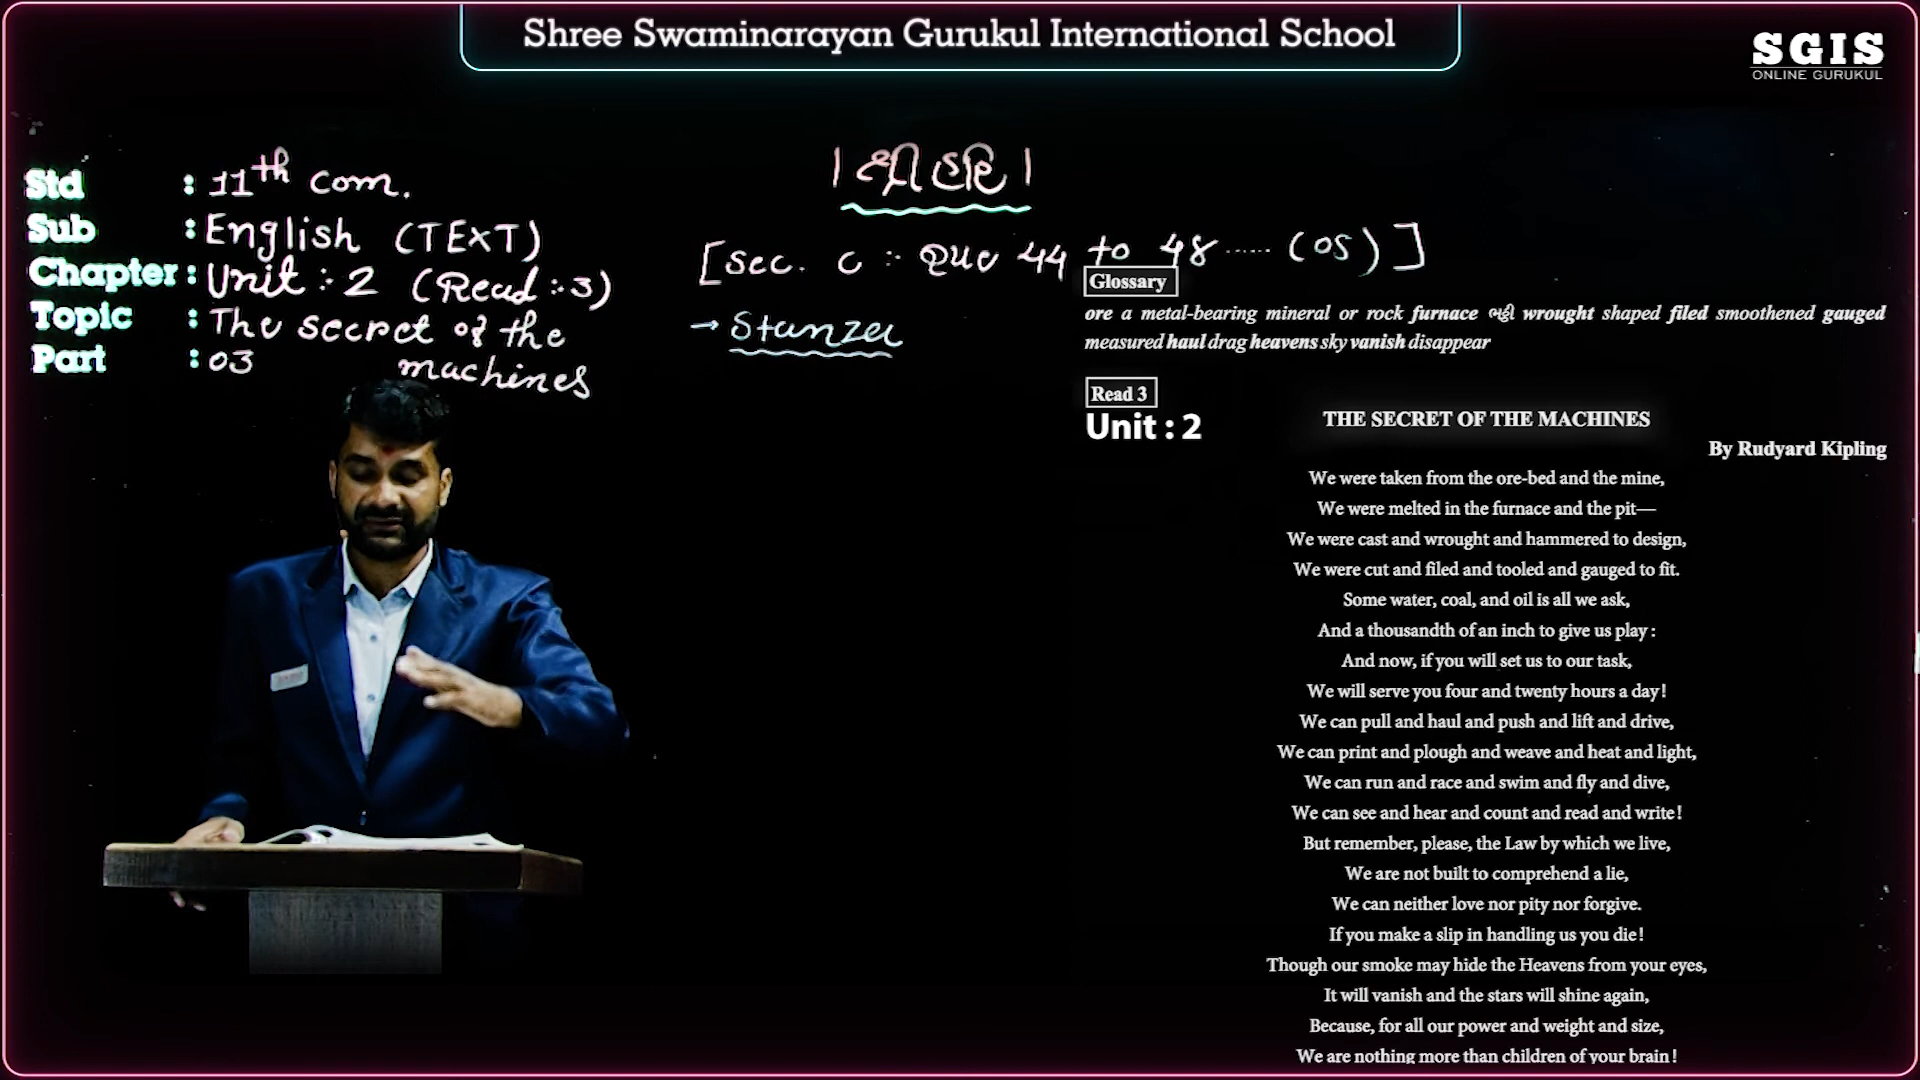 Shree Swaminarayan Gurukul International School
SGIS
ONLINE GURUKUL
Std : 11th com.
Sub : English (TEXT)
Chapter : Unit : 2 (Read : 3)
Topic : The secret of the machines
Part : 03
। શ્રી હરિ ।
[sec. c :- Que 44 to 48 ..... (05)]
→ Stanza
Glossary
ore a metal-bearing mineral or rock furnace ભઠ્ઠી wrought shaped filed smoothened gauged
measured haul drag heavens sky vanish disappear
Read 3
Unit : 2
THE SECRET OF THE MACHINES
By Rudyard Kipling
We were taken from the ore-bed and the mine,
We were melted in the furnace and the pit—
We were cast and wrought and hammered to design,
We were cut and filed and tooled and gauged to fit.
Some water, coal, and oil is all we ask,
And a thousandth of an inch to give us play :
And now, if you will set us to our task,
We will serve you four and twenty hours a day !
We can pull and haul and push and lift and drive,
We can print and plough and weave and heat and light,
We can run and race and swim and fly and dive,
We can see and hear and count and read and write !
But remember, please, the Law by which we live,
We are not built to comprehend a lie,
We can neither love nor pity nor forgive.
If you make a slip in handling us you die !
Though our smoke may hide the Heavens from your eyes,
It will vanish and the stars will shine again,
Because, for all our power and weight and size,
We are nothing more than children of your brain !